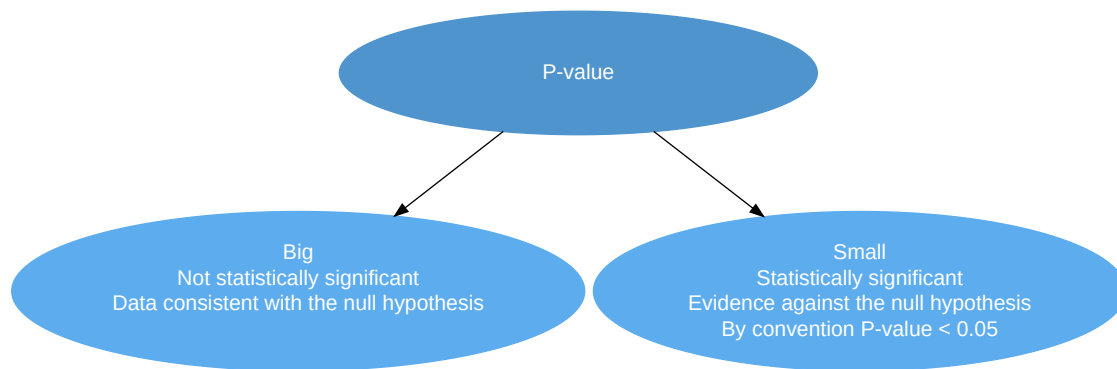 P-value
Big
Not statistically significant
Data consistent with the null hypothesis
Small
Statistically significant
Evidence against the null hypothesis
By convention P-value < 0.05